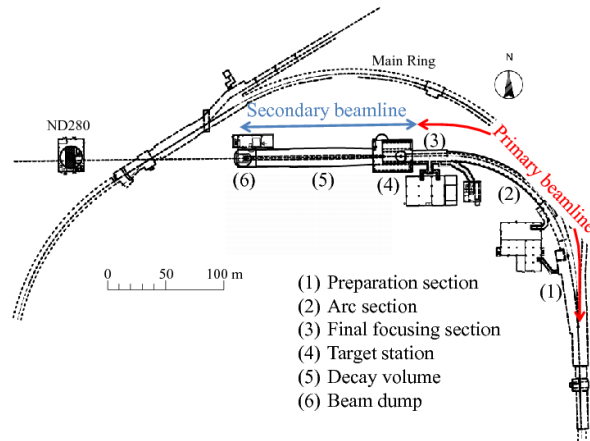 Main Ring
N
Secondary beamline
ND280
Primary beamline
(3)
(6)
(5)
(4)
(2)
(1)
0 50 100 m
(1) Preparation section
(2) Arc section
(3) Final focusing section
(4) Target station
(5) Decay volume
(6) Beam dump